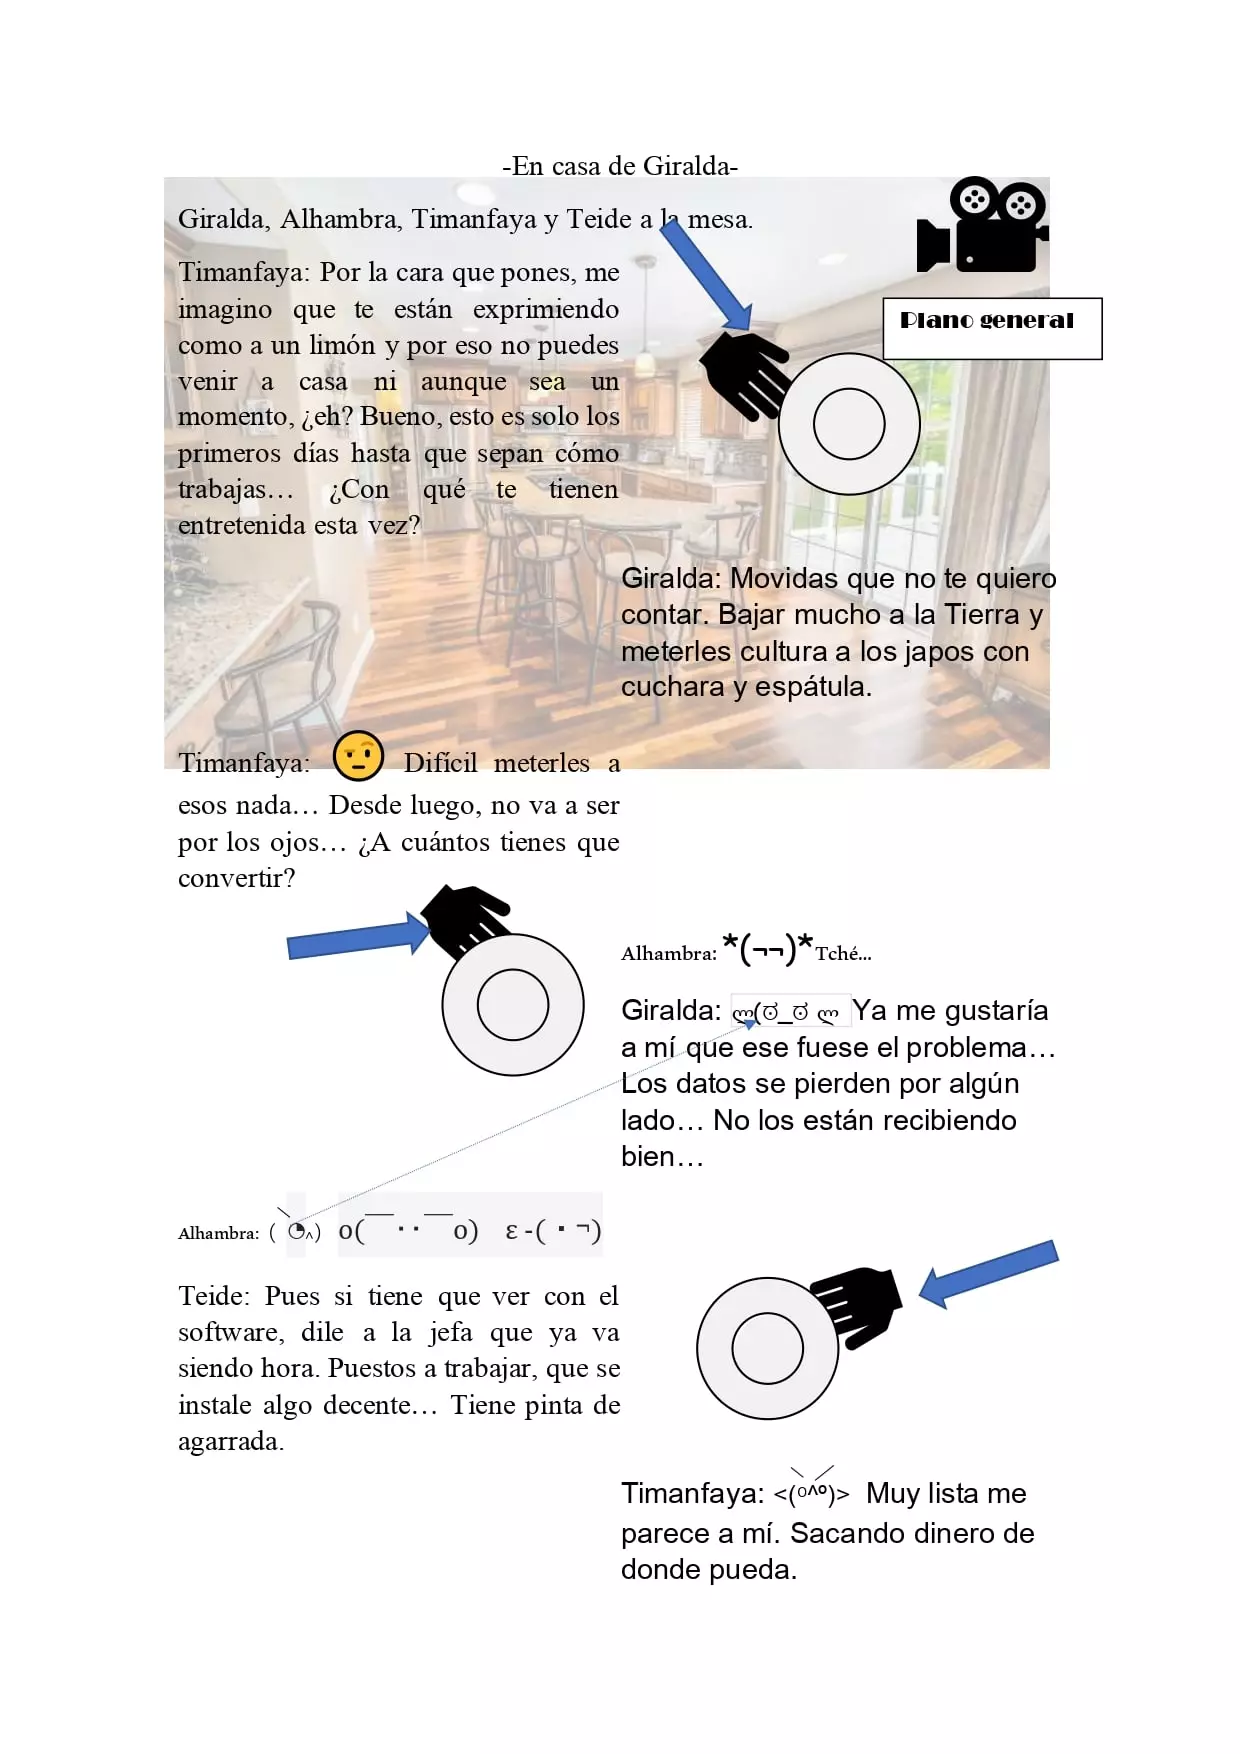 -En casa de Giralda-
Giralda, Alhambra, Timanfaya y Teide a la mesa.
Plano general
Timanfaya: Por la cara que pones, me
imagino que te están exprimiendo
como a un limón y por eso no puedes
venir a casa ni aunque sea un
momento, ¿eh? Bueno, esto es solo los
primeros días hasta que sepan cómo
trabajas… ¿Con qué te tienen
entretenida esta vez?
Giralda: Movidas que no te quiero
contar. Bajar mucho a la Tierra y
meterles cultura a los japos con
cuchara y espátula.
Timanfaya: 🤨 Difícil meterles a
esos nada… Desde luego, no va a ser
por los ojos… ¿A cuántos tienes que
convertir?
Alhambra: *(¬¬)* Tché...
Giralda: ლ(ಠ_ಠ ლ Ya me gustaría
a mí que ese fuese el problema…
Los datos se pierden por algún
lado… No los están recibiendo
bien…
Alhambra: ( ◔^) o(￣··￣o) ε-(·¬)
Teide: Pues si tiene que ver con el
software, dile a la jefa que ya va
siendo hora. Puestos a trabajar, que se
instale algo decente… Tiene pinta de
agarrada.
Timanfaya: <(o^º)> Muy lista me
parece a mí. Sacando dinero de
donde pueda.